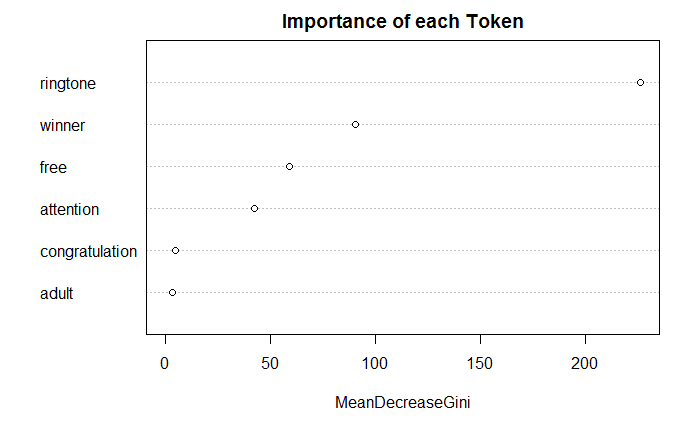 Importance of each Token
ringtone
winner
free
attention
congratulation
adult
0 50 100 150 200
MeanDecreaseGini